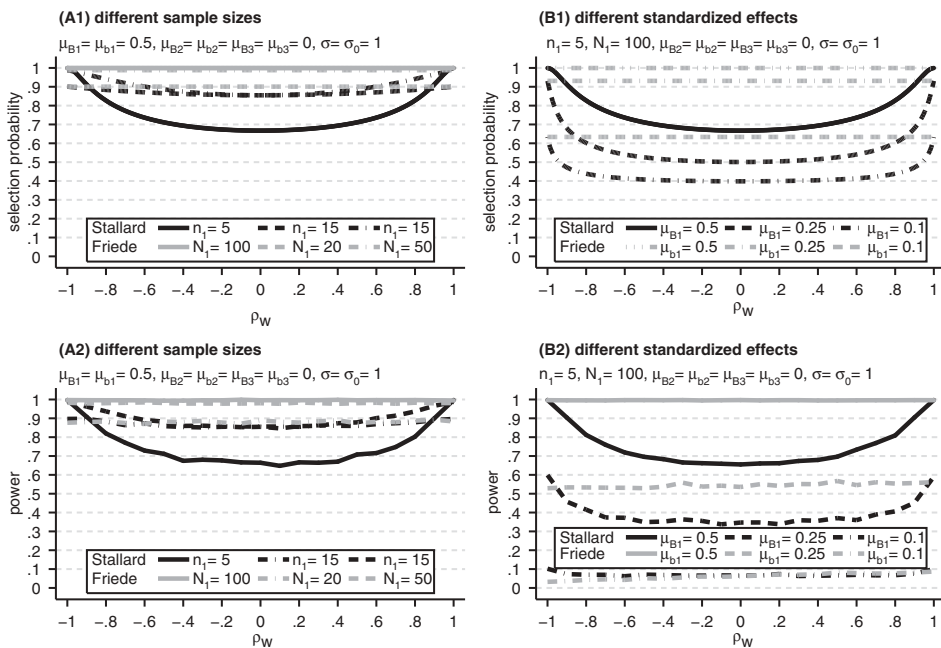 (A1) different sample sizes
μB1= μb1= 0.5, μB2= μb2= μB3= μb3= 0, σ= σ0= 1
selection probability
1
.9
.8
.7
.6
.5
.4
.3
.2
.1
0
Stallard n1= 5 n1= 15 n1= 15
Friede N1= 100 N1= 20 N1= 50
−1 −.8 −.6 −.4 −.2 0 .2 .4 .6 .8 1
ρW
(B1) different standardized effects
n1= 5, N1= 100, μB2= μb2= μB3= μb3= 0, σ= σ0= 1
selection probability
1
.9
.8
.7
.6
.5
.4
.3
.2
.1
0
Stallard μB1= 0.5 μB1= 0.25 μB1= 0.1
Friede μb1= 0.5 μb1= 0.25 μb1= 0.1
−1 −.8 −.6 −.4 −.2 0 .2 .4 .6 .8 1
ρW
(A2) different sample sizes
μB1= μb1= 0.5, μB2= μb2= μB3= μb3= 0, σ= σ0= 1
power
1
.9
.8
.7
.6
.5
.4
.3
.2
.1
0
Stallard n1= 5 n1= 15 n1= 15
Friede N1= 100 N1= 20 N1= 50
−1 −.8 −.6 −.4 −.2 0 .2 .4 .6 .8 1
ρW
(B2) different standardized effects
n1= 5, N1= 100, μB2= μb2= μB3= μb3= 0, σ= σ0= 1
power
1
.9
.8
.7
.6
.5
.4
.3
.2
.1
0
Stallard μB1= 0.5 μB1= 0.25 μB1= 0.1
Friede μb1= 0.5 μb1= 0.25 μb1= 0.1
−1 −.8 −.6 −.4 −.2 0 .2 .4 .6 .8 1
ρW